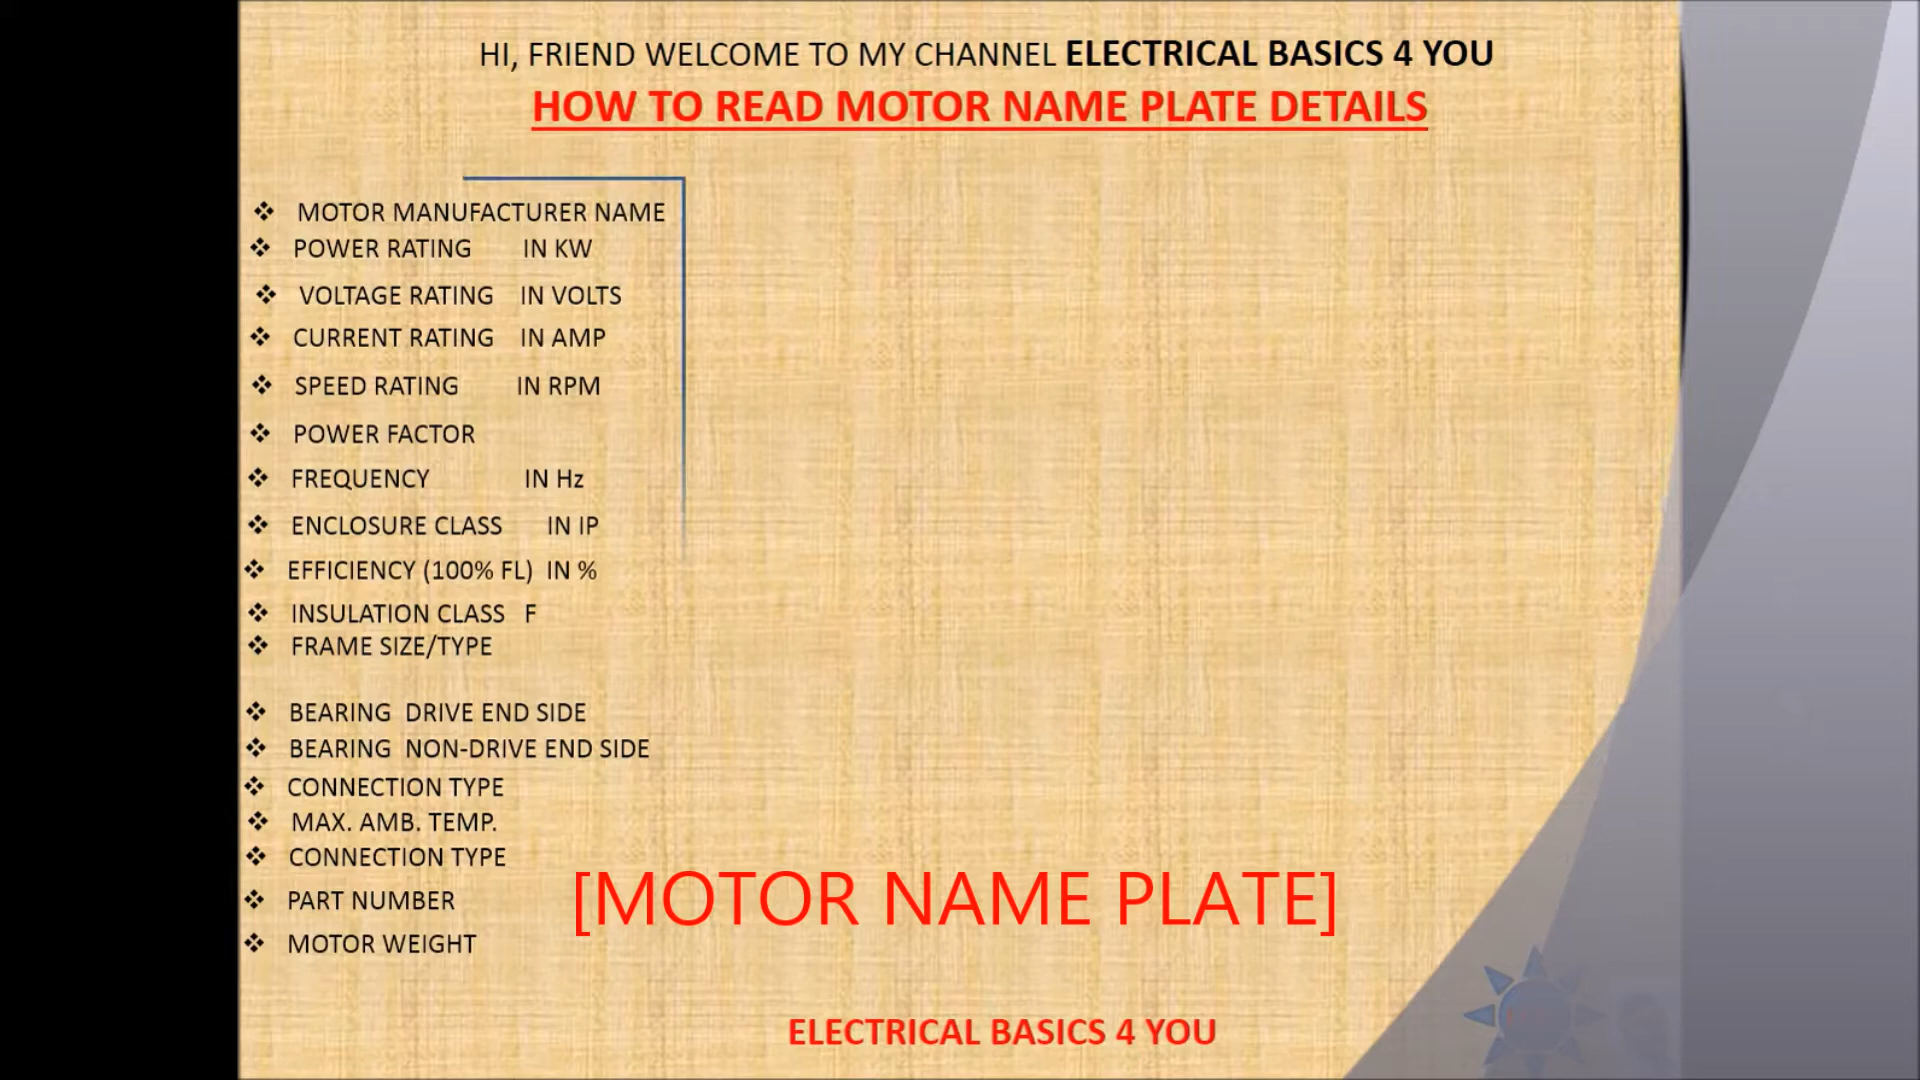 HI, FRIEND WELCOME TO MY CHANNEL ELECTRICAL BASICS 4 YOU
HOW TO READ MOTOR NAME PLATE DETAILS
❖ MOTOR MANUFACTURER NAME
❖ POWER RATING IN KW
❖ VOLTAGE RATING IN VOLTS
❖ CURRENT RATING IN AMP
❖ SPEED RATING IN RPM
❖ POWER FACTOR
❖ FREQUENCY IN Hz
❖ ENCLOSURE CLASS IN IP
❖ EFFICIENCY (100% FL) IN %
❖ INSULATION CLASS F
❖ FRAME SIZE/TYPE
❖ BEARING DRIVE END SIDE
❖ BEARING NON-DRIVE END SIDE
❖ CONNECTION TYPE
❖ MAX. AMB. TEMP.
❖ CONNECTION TYPE
❖ PART NUMBER
❖ MOTOR WEIGHT
[MOTOR NAME PLATE]
ELECTRICAL BASICS 4 YOU